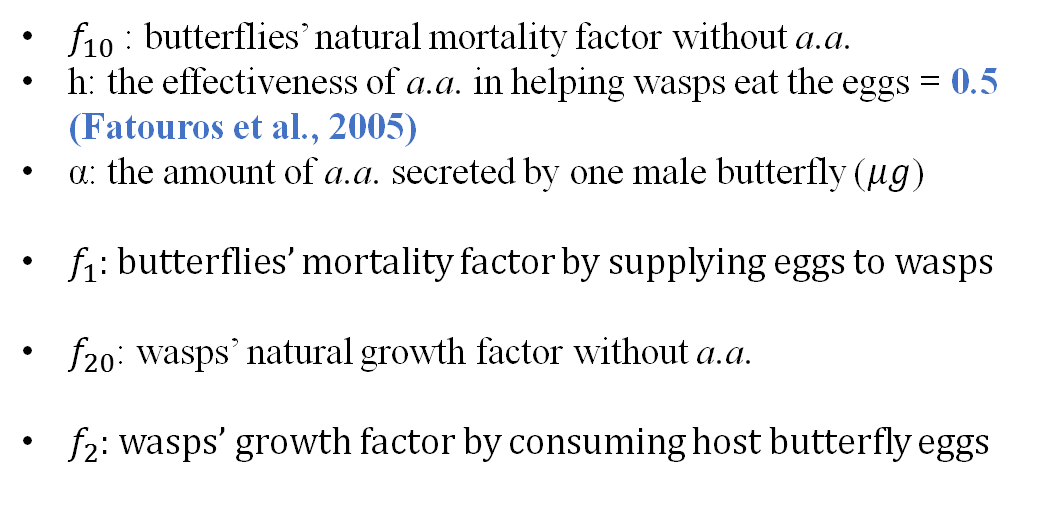 • f₁₀ : butterflies’ natural mortality factor without a.a.
• h: the effectiveness of a.a. in helping wasps eat the eggs = 0.5
(Fatouros et al., 2005)
• α: the amount of a.a. secreted by one male butterfly (μg)
• f₁: butterflies’ mortality factor by supplying eggs to wasps
• f₂₀: wasps’ natural growth factor without a.a.
• f₂: wasps’ growth factor by consuming host butterfly eggs